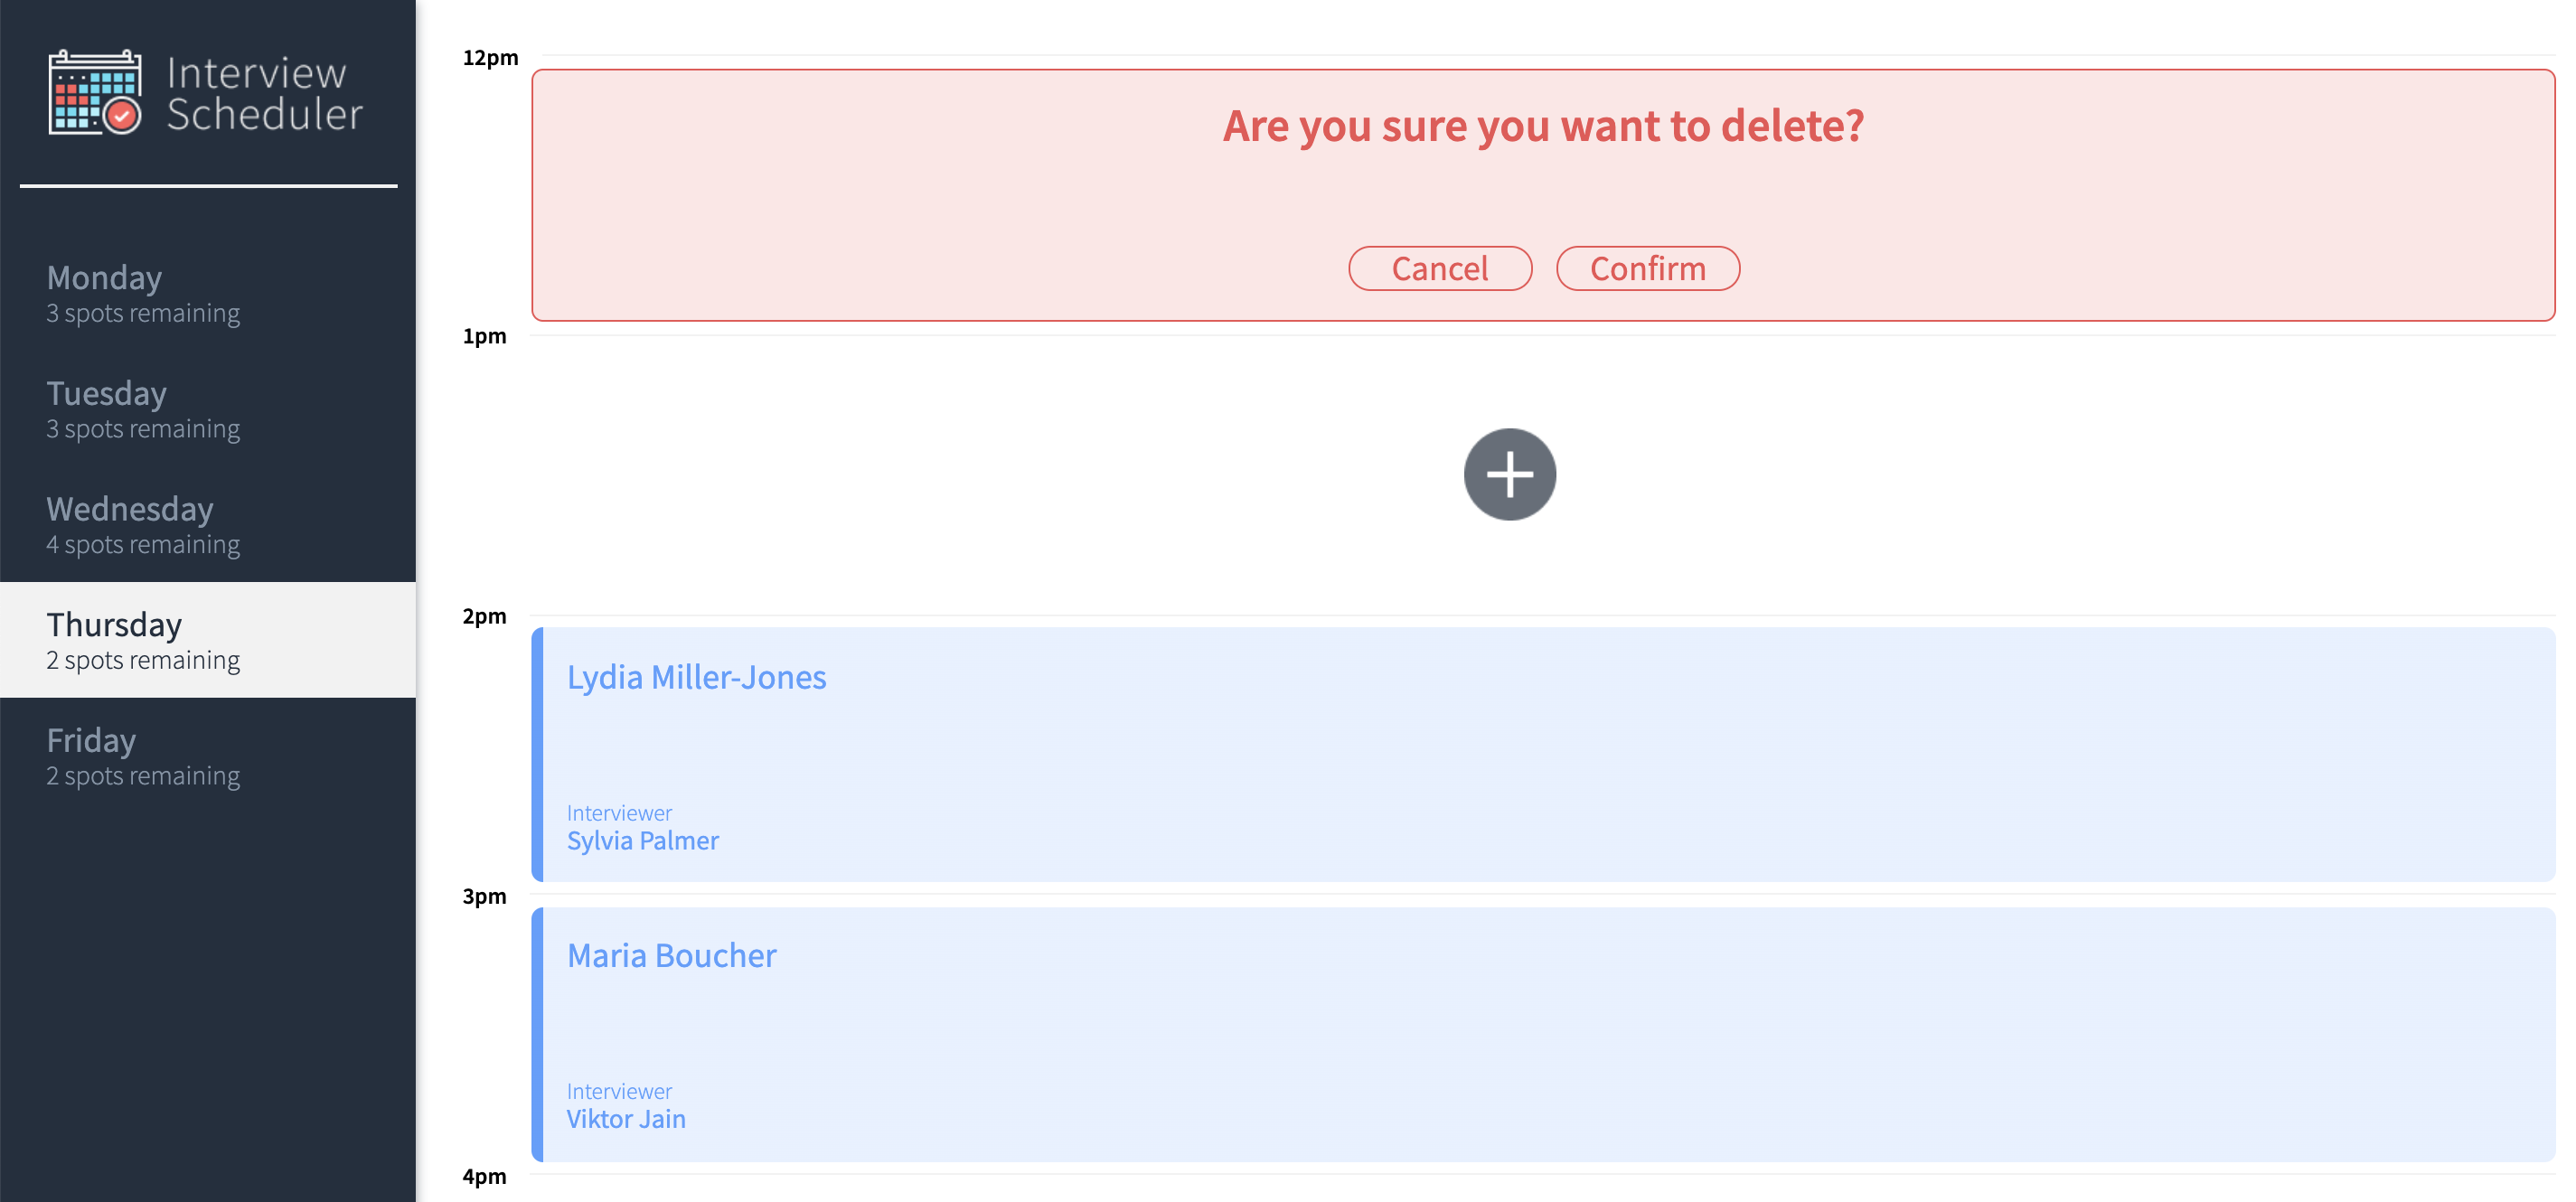 Interview
Scheduler
Monday
3 spots remaining
Tuesday
3 spots remaining
Wednesday
4 spots remaining
Thursday
2 spots remaining
Friday
2 spots remaining
12pm
Are you sure you want to delete?
Cancel Confirm
1pm
2pm
Lydia Miller-Jones
Interviewer
Sylvia Palmer
3pm
Maria Boucher
Interviewer
Viktor Jain
4pm